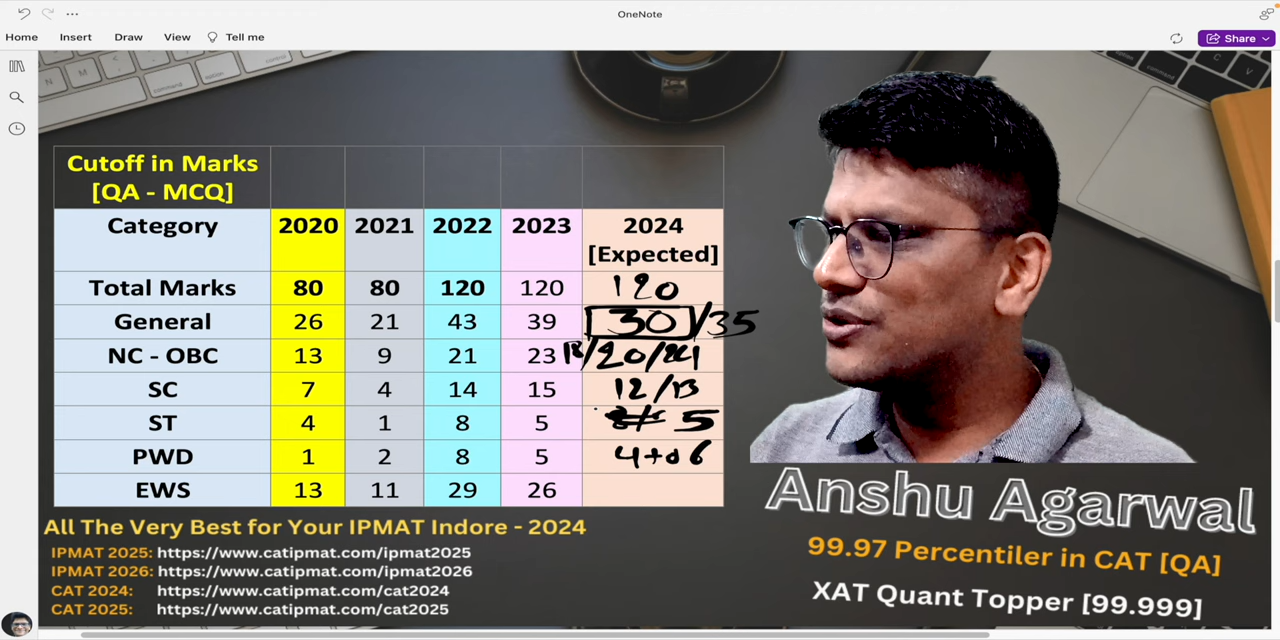 OneNote
Home Insert Draw View Tell me Share
Cutoff in Marks
[QA - MCQ]
Category 2020 2021 2022 2023 2024
[Expected]
Total Marks 80 80 120 120 120
General 26 21 43 39 30/35
NC - OBC 13 9 21 23 /20/
SC 7 4 14 15 12/13
ST 4 1 8 5 5
PWD 1 2 8 5 4 to 6
EWS 13 11 29 26
All The Very Best for Your IPMAT Indore - 2024
IPMAT 2025: https://www.catipmat.com/ipmat2025
IPMAT 2026: https://www.catipmat.com/ipmat2026
CAT 2024: https://www.catipmat.com/cat2024
CAT 2025: https://www.catipmat.com/cat2025
Anshu Agarwal
99.97 Percentiler in CAT [QA]
XAT Quant Topper [99.999]